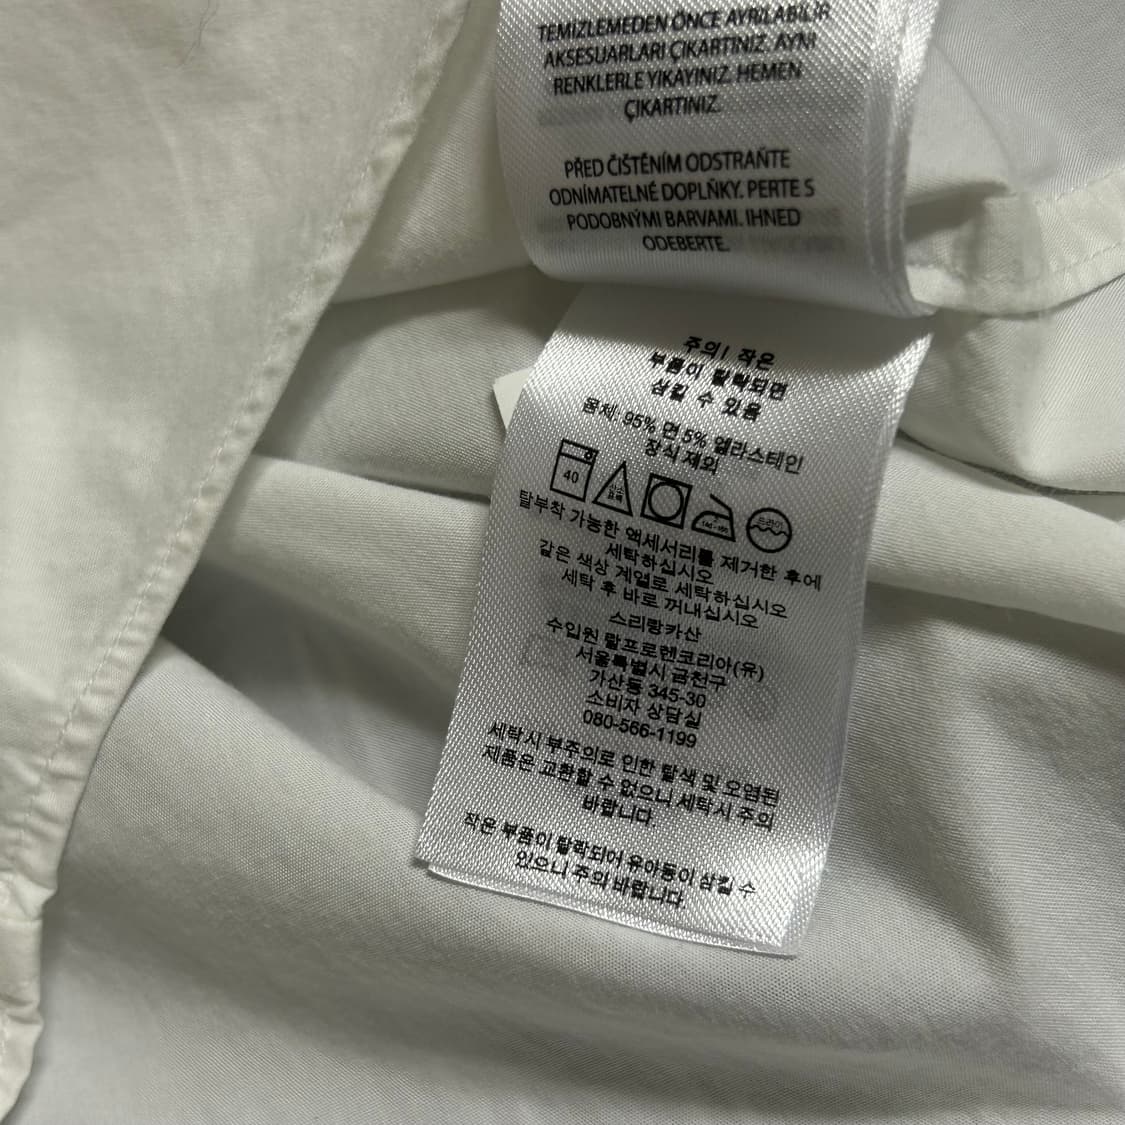 TEMİZLEMEDEN ÖNCE AYRILABİLİR
AKSESUARLARI ÇIKARTINIZ. AYNI
RENKLERLE YIKAYINIZ. HEMEN
ÇIKARTINIZ.
PŘED ČIŠTĚNÍM ODSTRAŇTE
ODNÍMATELNÉ DOPLŇKY. PERTE S
PODOBNÝMI BARVAMI. IHNED
ODEBERTE.
주의! 작은
부품이 탈락되면
삼킬 수 있음
몸체: 95% 면 5% 엘라스테인
장식 제외
40
드라이
탈부착 가능한 액세서리를 제거한 후에
세탁하십시오
같은 색상 계열로 세탁하십시오
세탁 후 바로 꺼내십시오
스리랑카산
수입원 랄프로렌코리아(유)
서울특별시 금천구
가산동 345-30
소비자 상담실
080-566-1199
세탁시 부주의로 인한 탈색 및 오염된
제품은 교환할 수 없으니 세탁시 주의
바랍니다.
작은 부품이 탈락되어 유아등이 삼킬 수
있으니 주의 바랍니다